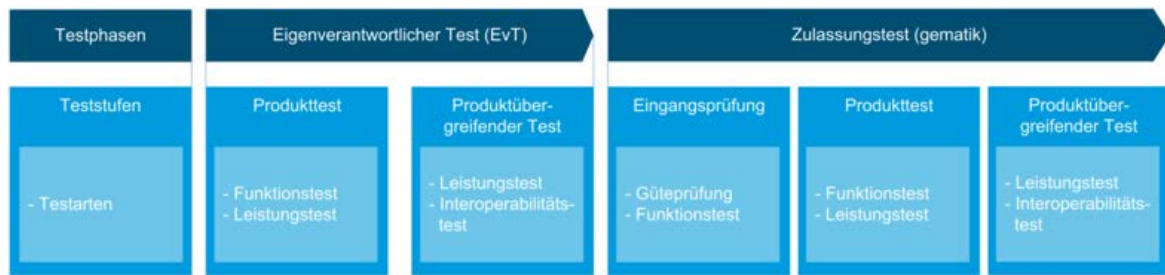 Testphasen
Eigenverantwortlicher Test (EvT)
Zulassungstest (gematik)
Teststufen
- Testarten
Produkttest
- Funktionstest
- Leistungstest
Produktüber-
greifender Test
- Leistungstest
- Interoperabilitäts-
test
Eingangsprüfung
- Güteprüfung
- Funktionstest
Produkttest
- Funktionstest
- Leistungstest
Produktüber-
greifender Test
- Leistungstest
- Interoperabilitäts-
test